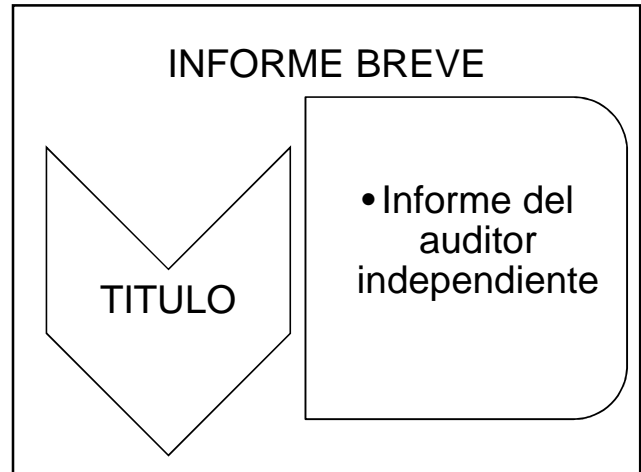 INFORME BREVE
TITULO
•Informe del
auditor
independiente